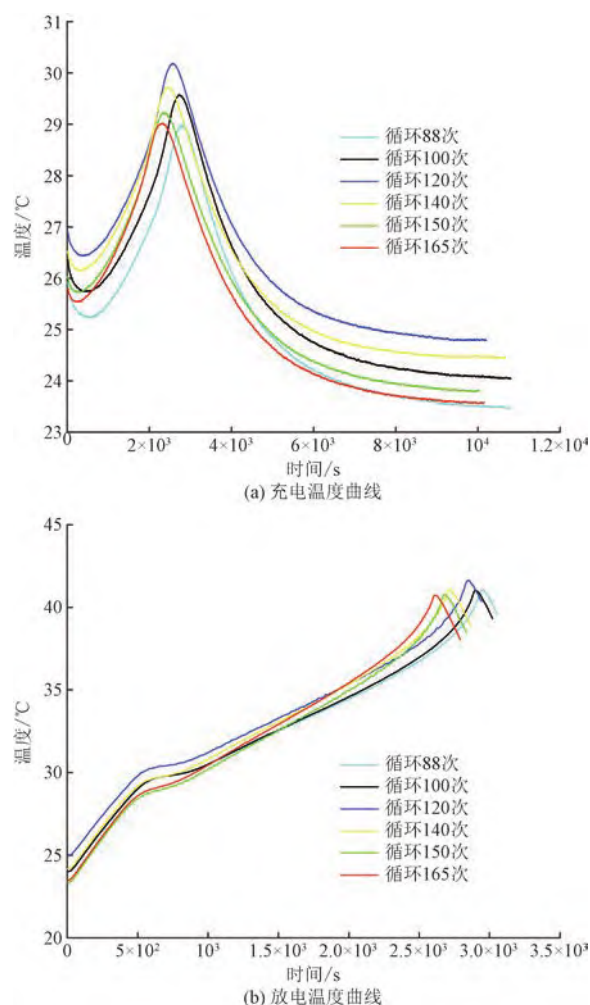 31
30
29
28
27
26
25
24
23
温度/℃
循环88次
循环100次
循环120次
循环140次
循环150次
循环165次
0 2×10³ 4×10³ 6×10³ 8×10³ 10⁴ 1.2×10⁴
时间/s
(a) 充电温度曲线
45
40
35
30
25
20
温度/℃
循环88次
循环100次
循环120次
循环140次
循环150次
循环165次
0 5×10² 10³ 1.5×10³ 2.0×10³ 2.5×10³ 3.0×10³ 3.5×10³
时间/s
(b) 放电温度曲线